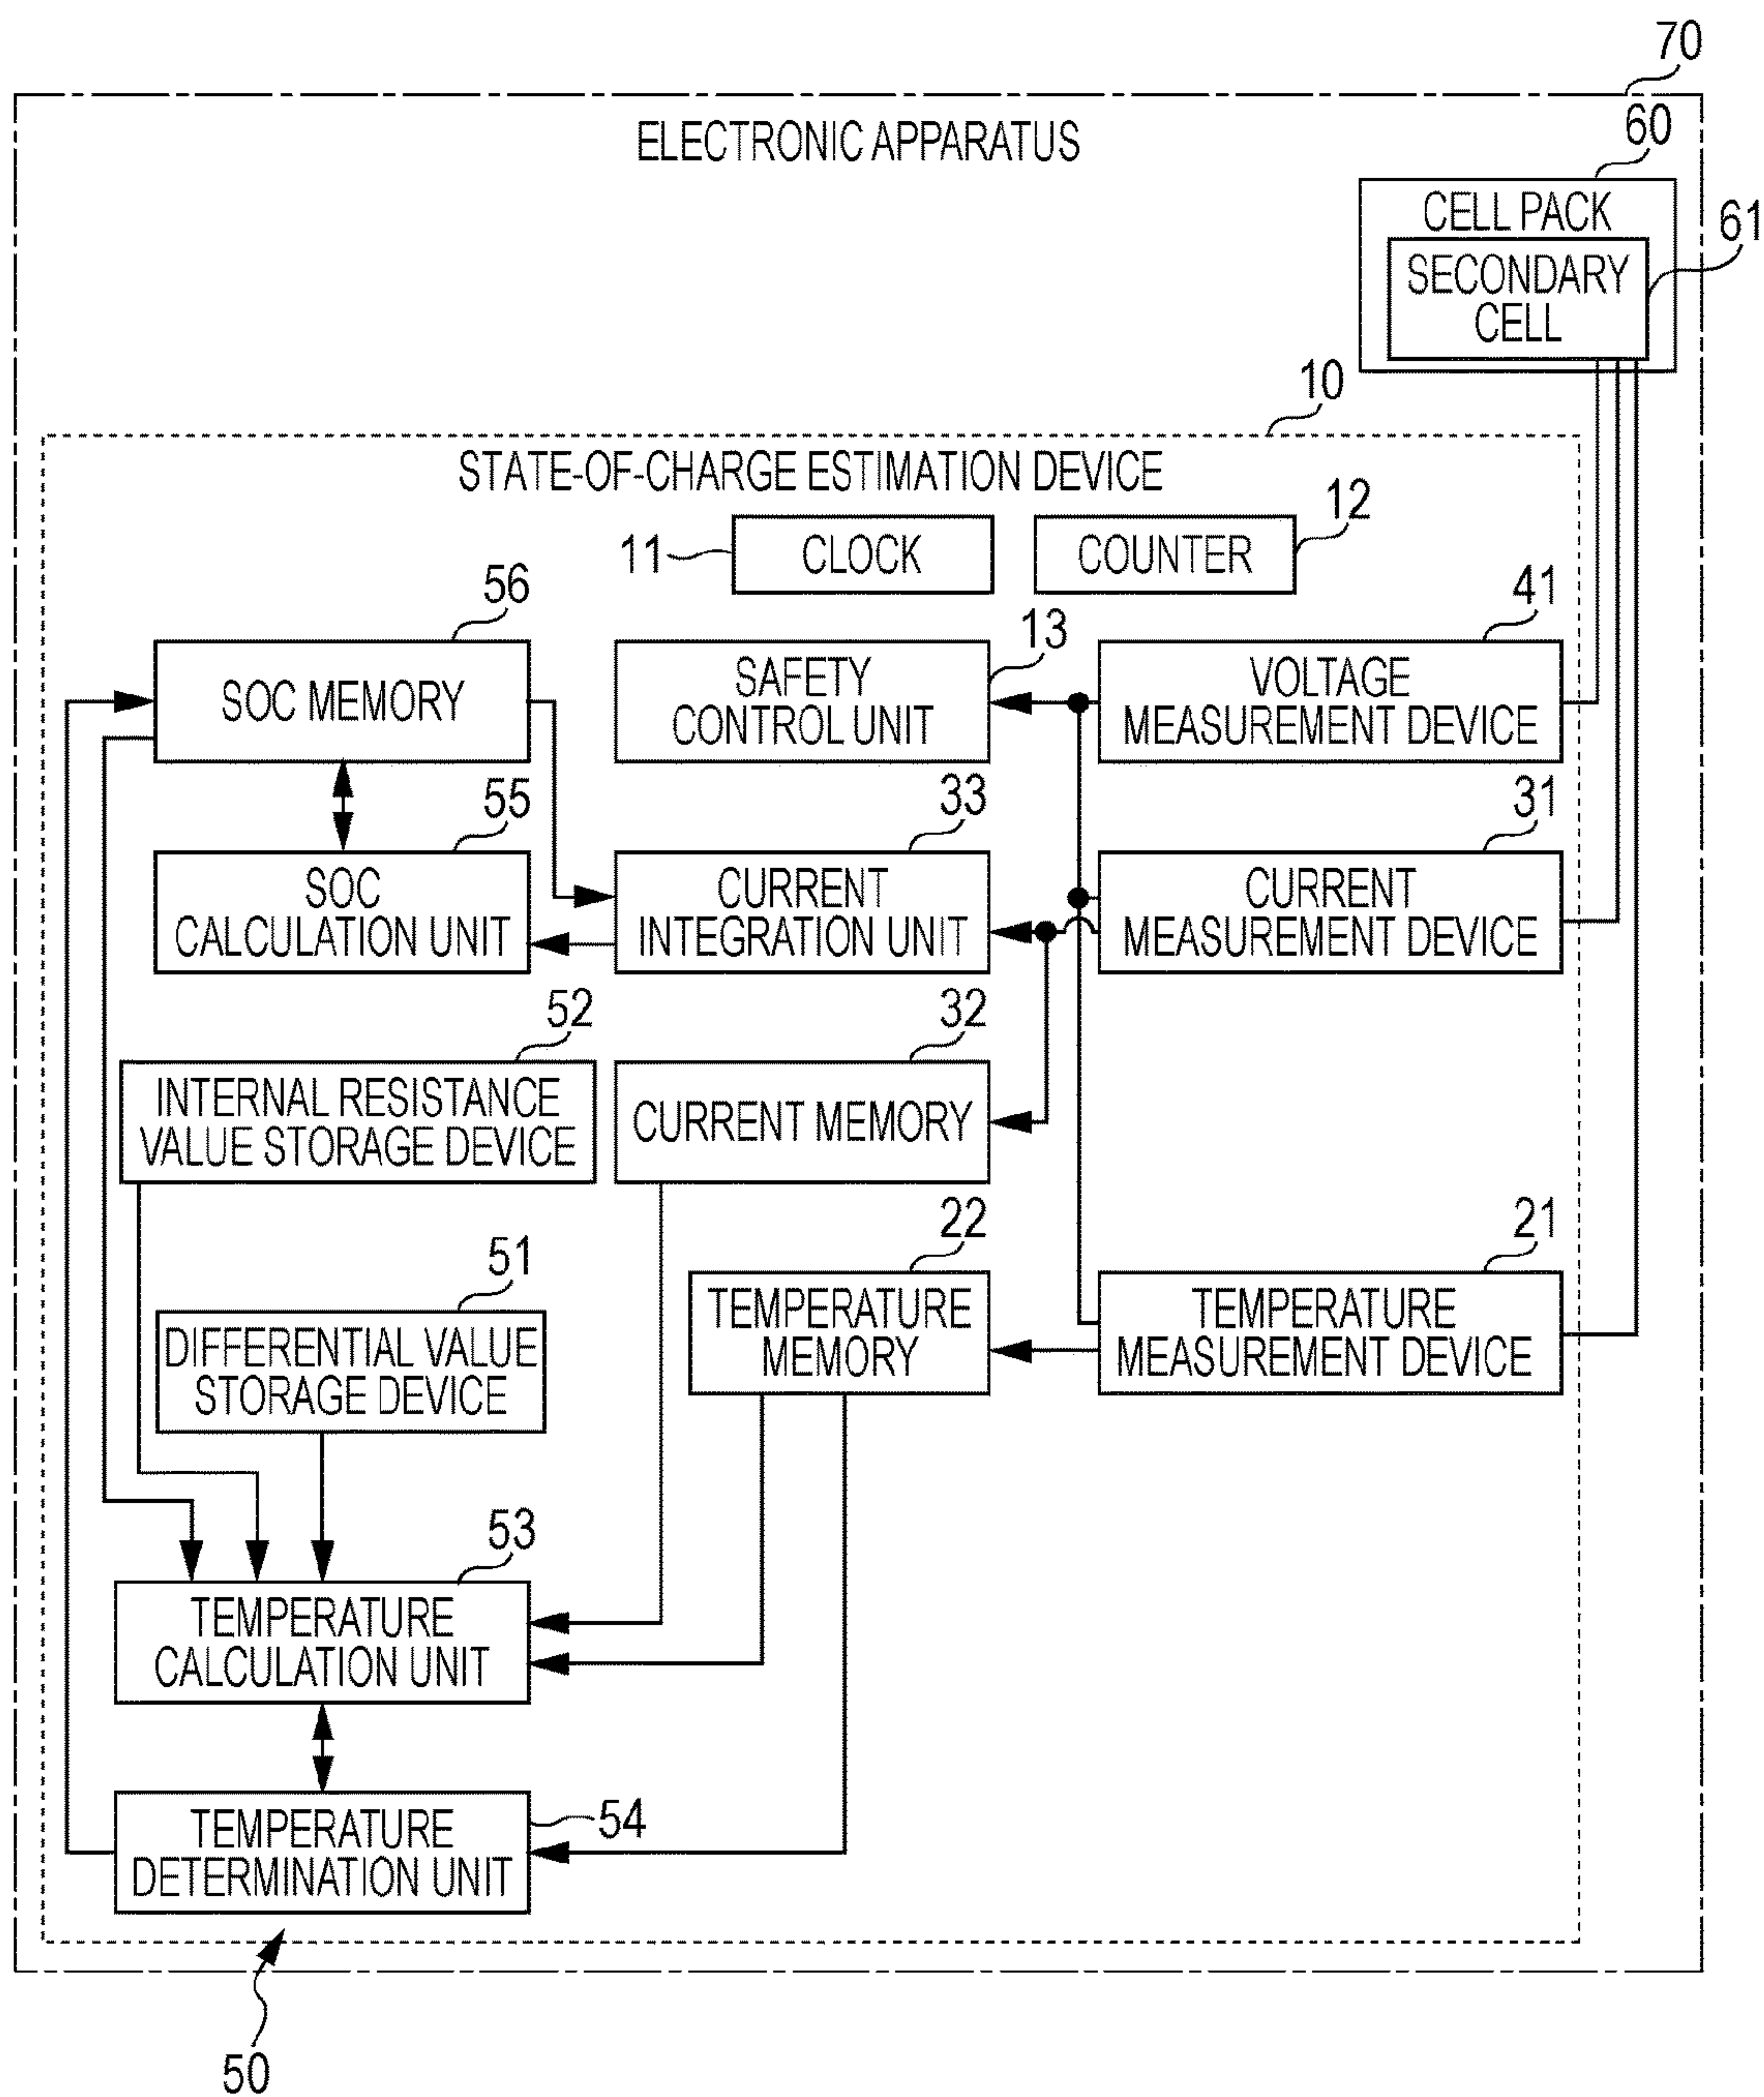 70
ELECTRONIC APPARATUS
60
CELL PACK
61
SECONDARY
CELL
10
STATE-OF-CHARGE ESTIMATION DEVICE
11
CLOCK
COUNTER
12
56
SOC MEMORY
13
SAFETY
CONTROL UNIT
41
VOLTAGE
MEASUREMENT DEVICE
55
SOC
CALCULATION UNIT
33
CURRENT
INTEGRATION UNIT
31
CURRENT
MEASUREMENT DEVICE
52
INTERNAL RESISTANCE
VALUE STORAGE DEVICE
32
CURRENT MEMORY
51
DIFFERENTIAL VALUE
STORAGE DEVICE
22
TEMPERATURE
MEMORY
21
TEMPERATURE
MEASUREMENT DEVICE
53
TEMPERATURE
CALCULATION UNIT
54
TEMPERATURE
DETERMINATION UNIT
50